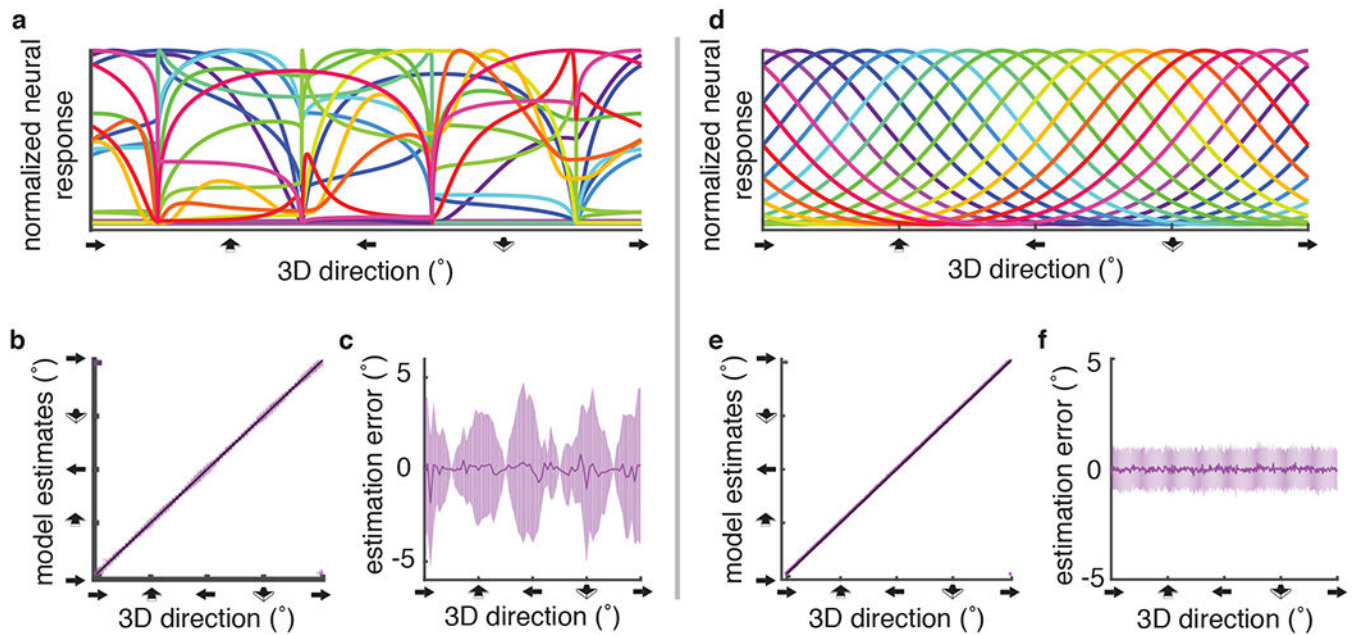 a
normalized neural
response
3D direction (°)
b
model estimates (°)
3D direction (°)
c
estimation error (°)
5
0
-5
3D direction (°)
d
normalized neural
response
3D direction (°)
e
model estimates (°)
3D direction (°)
f
estimation error (°)
5
0
-5
3D direction (°)